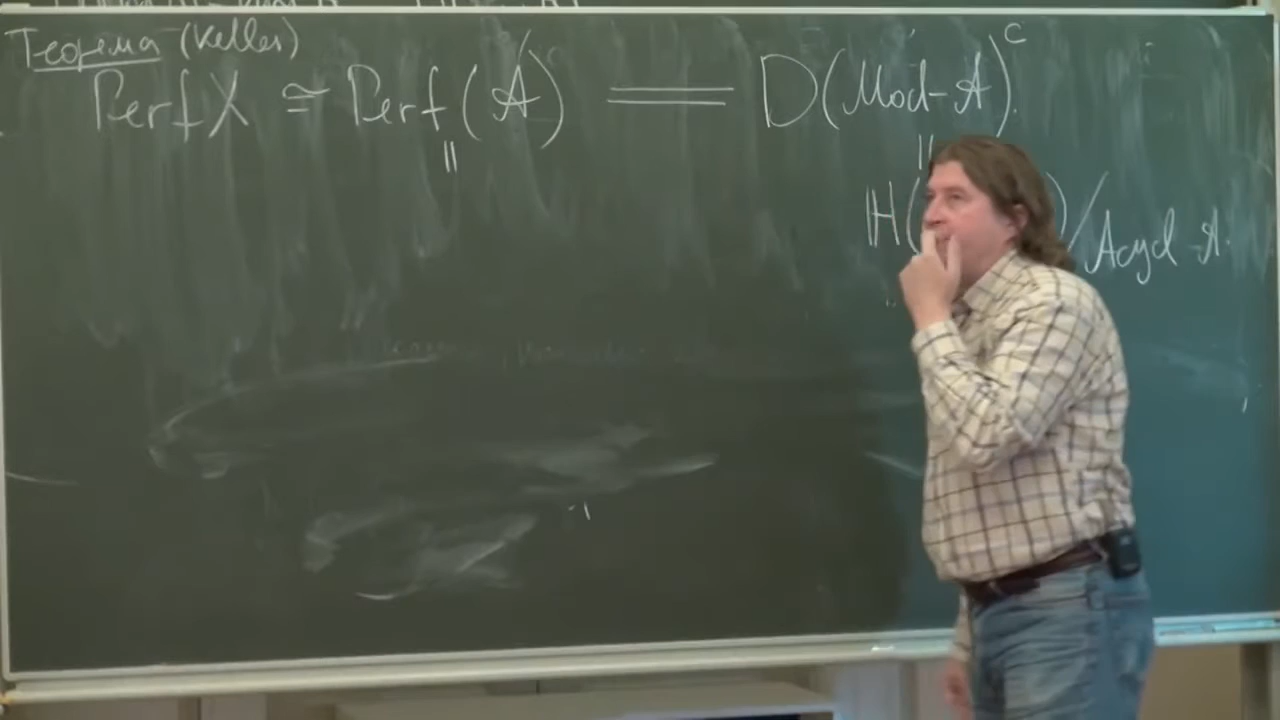 Теорема (Keller)
Perf X ≅ Perf (A) = D(Mod-A)ᶜ.
|| ||
H( )/Acycl-A.